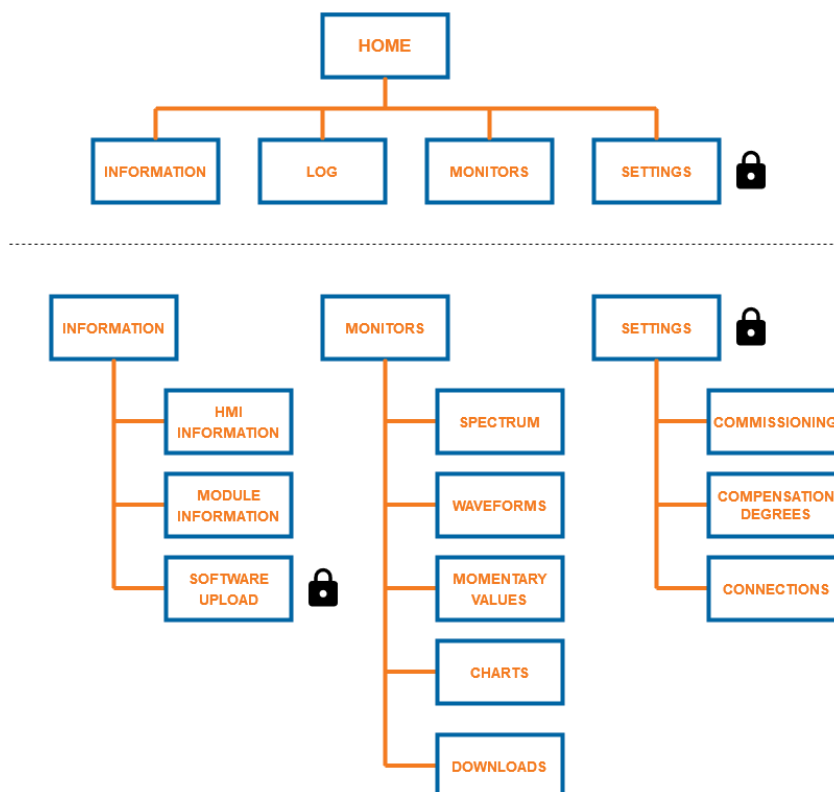 HOME
INFORMATION
LOG
MONITORS
SETTINGS
INFORMATION
MONITORS
SETTINGS
HMI
INFORMATION
MODULE
INFORMATION
SOFTWARE
UPLOAD
SPECTRUM
WAVEFORMS
MOMENTARY
VALUES
CHARTS
DOWNLOADS
COMMISSIONING
COMPENSATION
DEGREES
CONNECTIONS